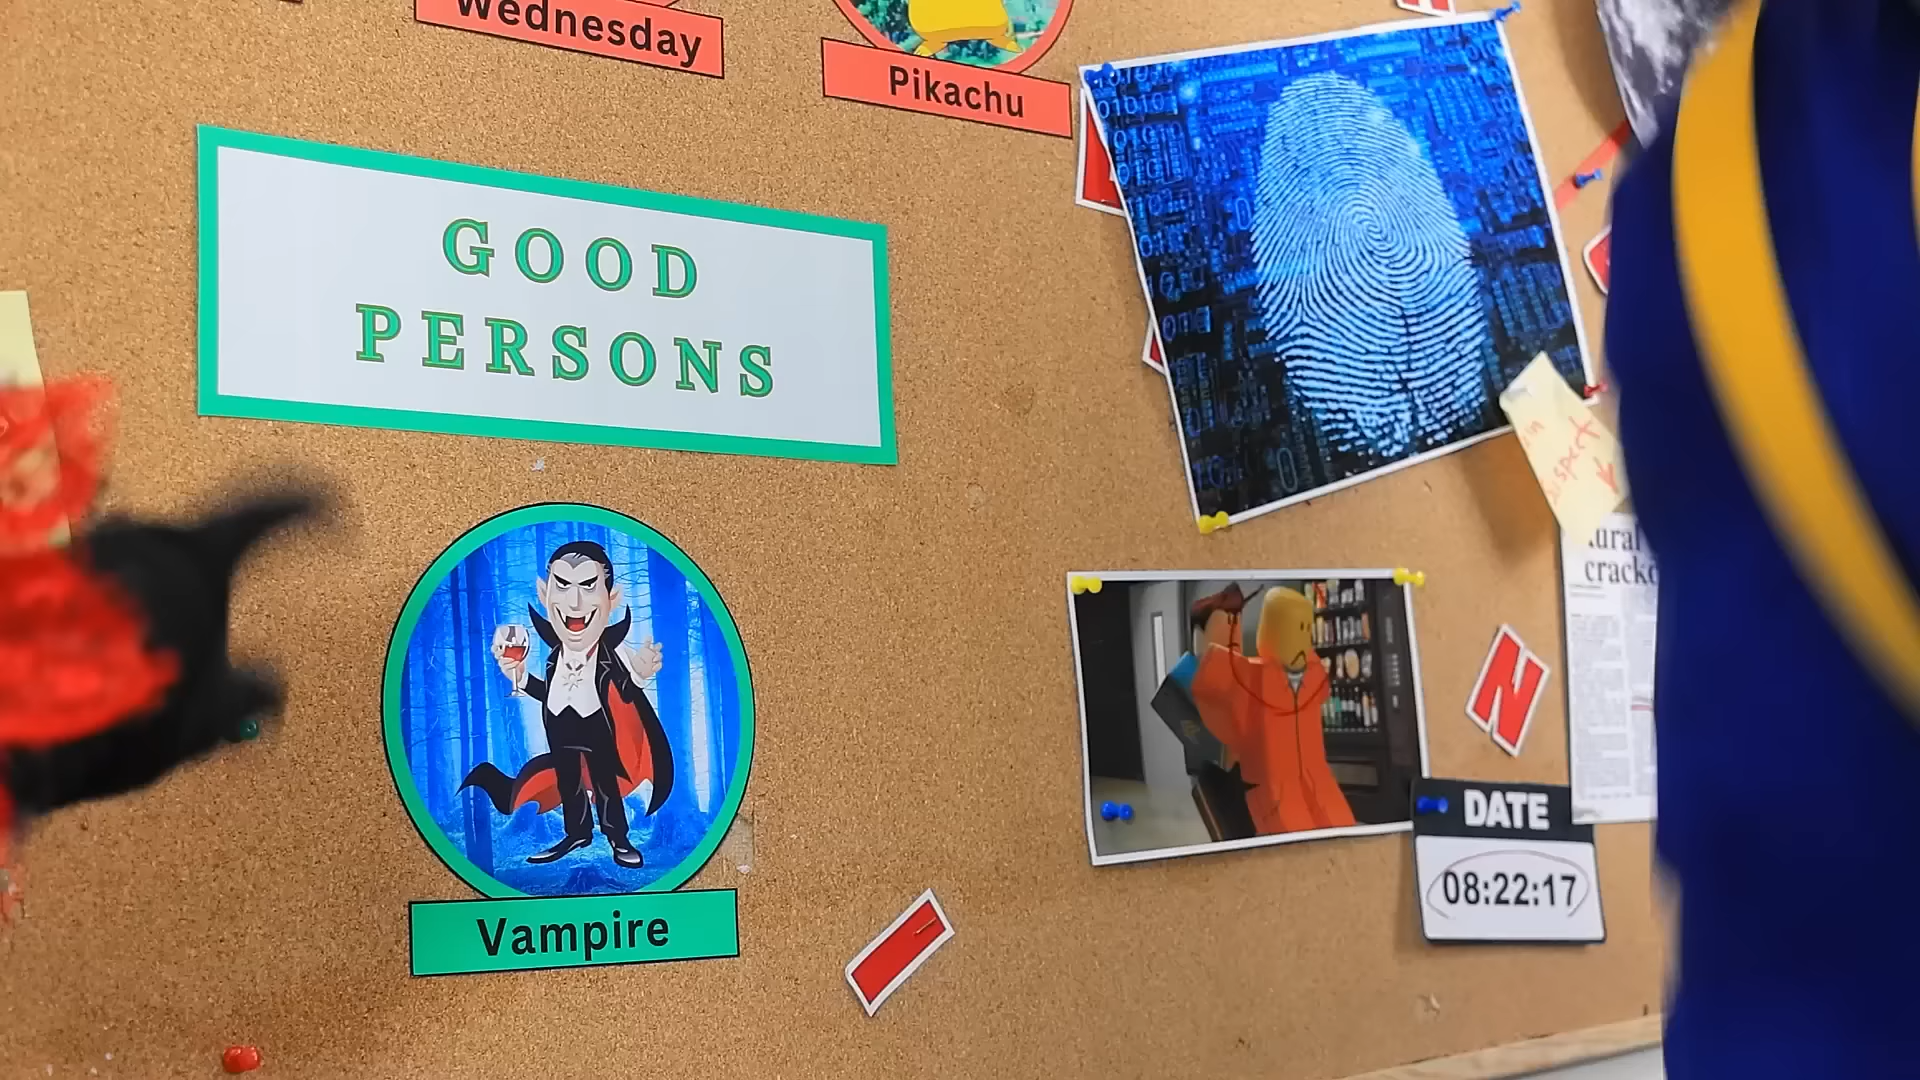 Wednesday
Pikachu
GOOD
PERSONS
Vampire
N
DATE
08:22:17